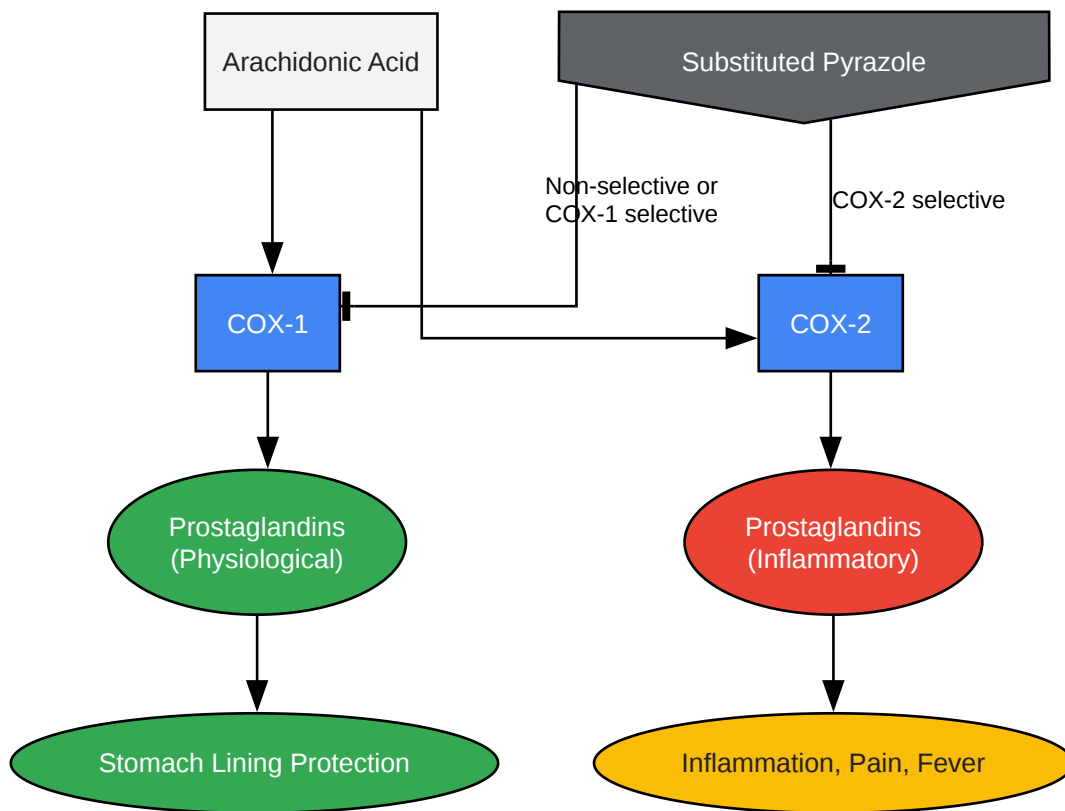 Arachidonic Acid
Substituted Pyrazole
Non-selective or
COX-1 selective
COX-2 selective
COX-1
COX-2
Prostaglandins
(Physiological)
Prostaglandins
(Inflammatory)
Stomach Lining Protection
Inflammation, Pain, Fever